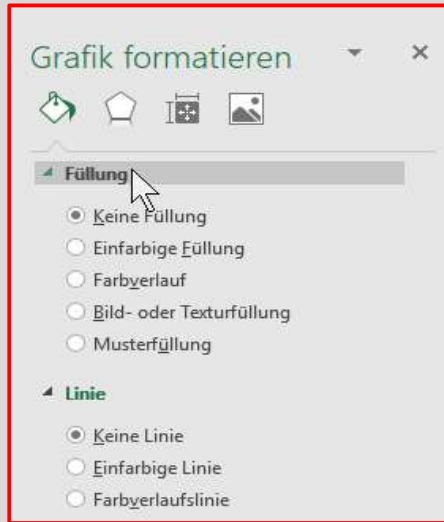 Grafik formatieren
Füllung
Keine Füllung
Einfarbige Füllung
Farbverlauf
Bild- oder Texturfüllung
Musterfüllung
Linie
Keine Linie
Einfarbige Linie
Farbverlaufslinie